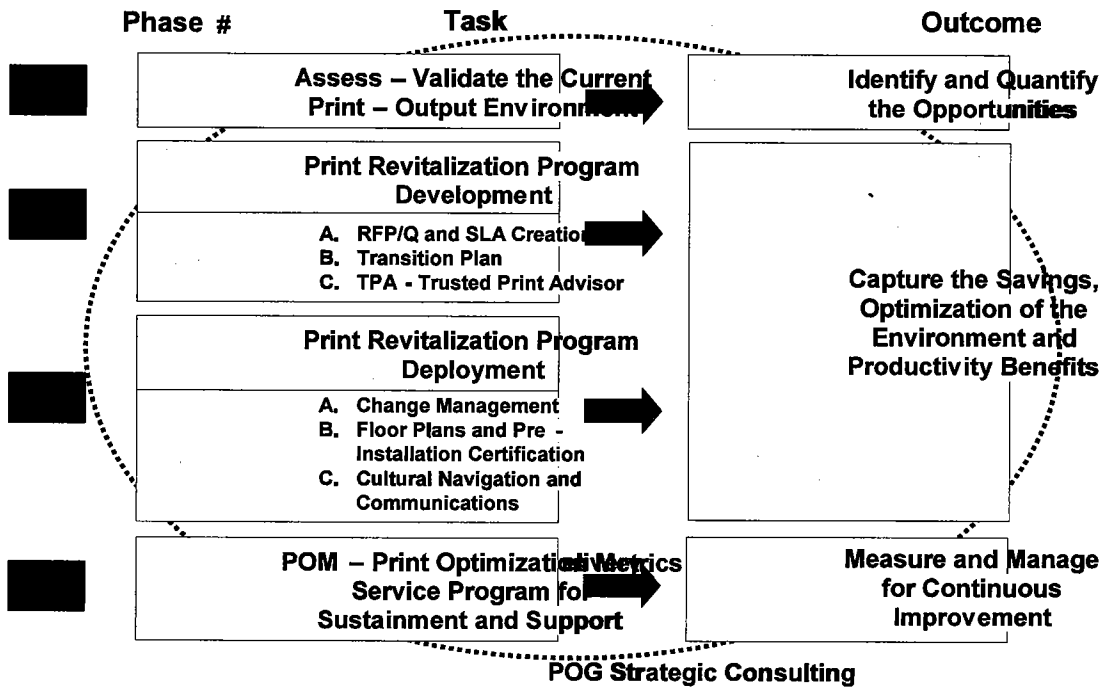 Phase # Task Outcome
Assess – Validate the Current
Print – Output Environment
Identify and Quantify
the Opportunities
Print Revitalization Program
Development
A. RFP/Q and SLA Creation
B. Transition Plan
C. TPA - Trusted Print Advisor
Print Revitalization Program
Deployment
A. Change Management
B. Floor Plans and Pre -
Installation Certification
C. Cultural Navigation and
Communications
Capture the Savings,
Optimization of the
Environment and
Productivity Benefits
POM – Print Optimization Metrics
Service Program for
Sustainment and Support
Measure and Manage
for Continuous
Improvement
POG Strategic Consulting